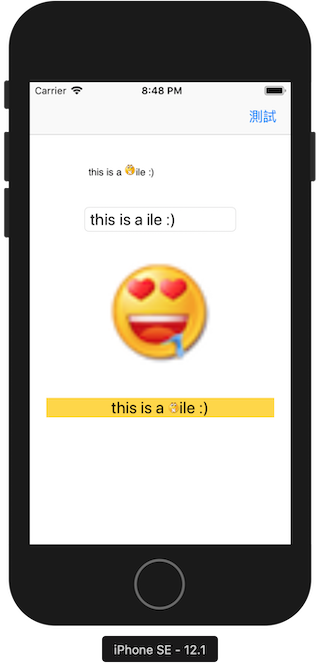 Carrier 8:48 PM
測試
this is a ile :)
this is a ile :)
this is a ile :)
iPhone SE - 12.1